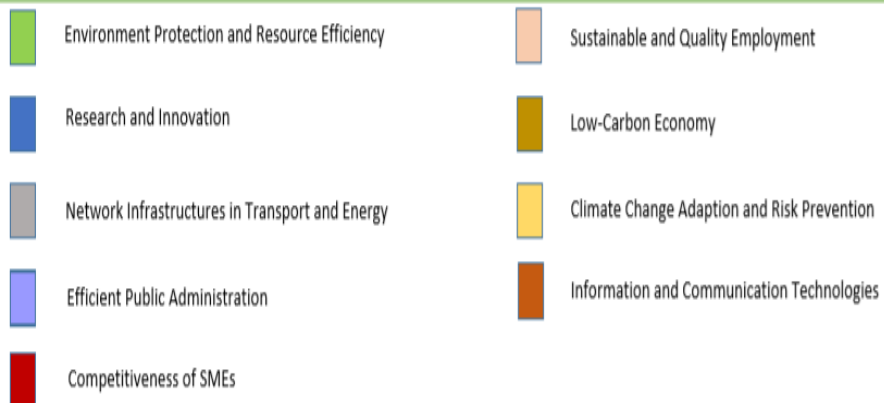 Environment Protection and Resource Efficiency
Research and Innovation
Network Infrastructures in Transport and Energy
Efficient Public Administration
Competitiveness of SMEs
Sustainable and Quality Employment
Low-Carbon Economy
Climate Change Adaption and Risk Prevention
Information and Communication Technologies